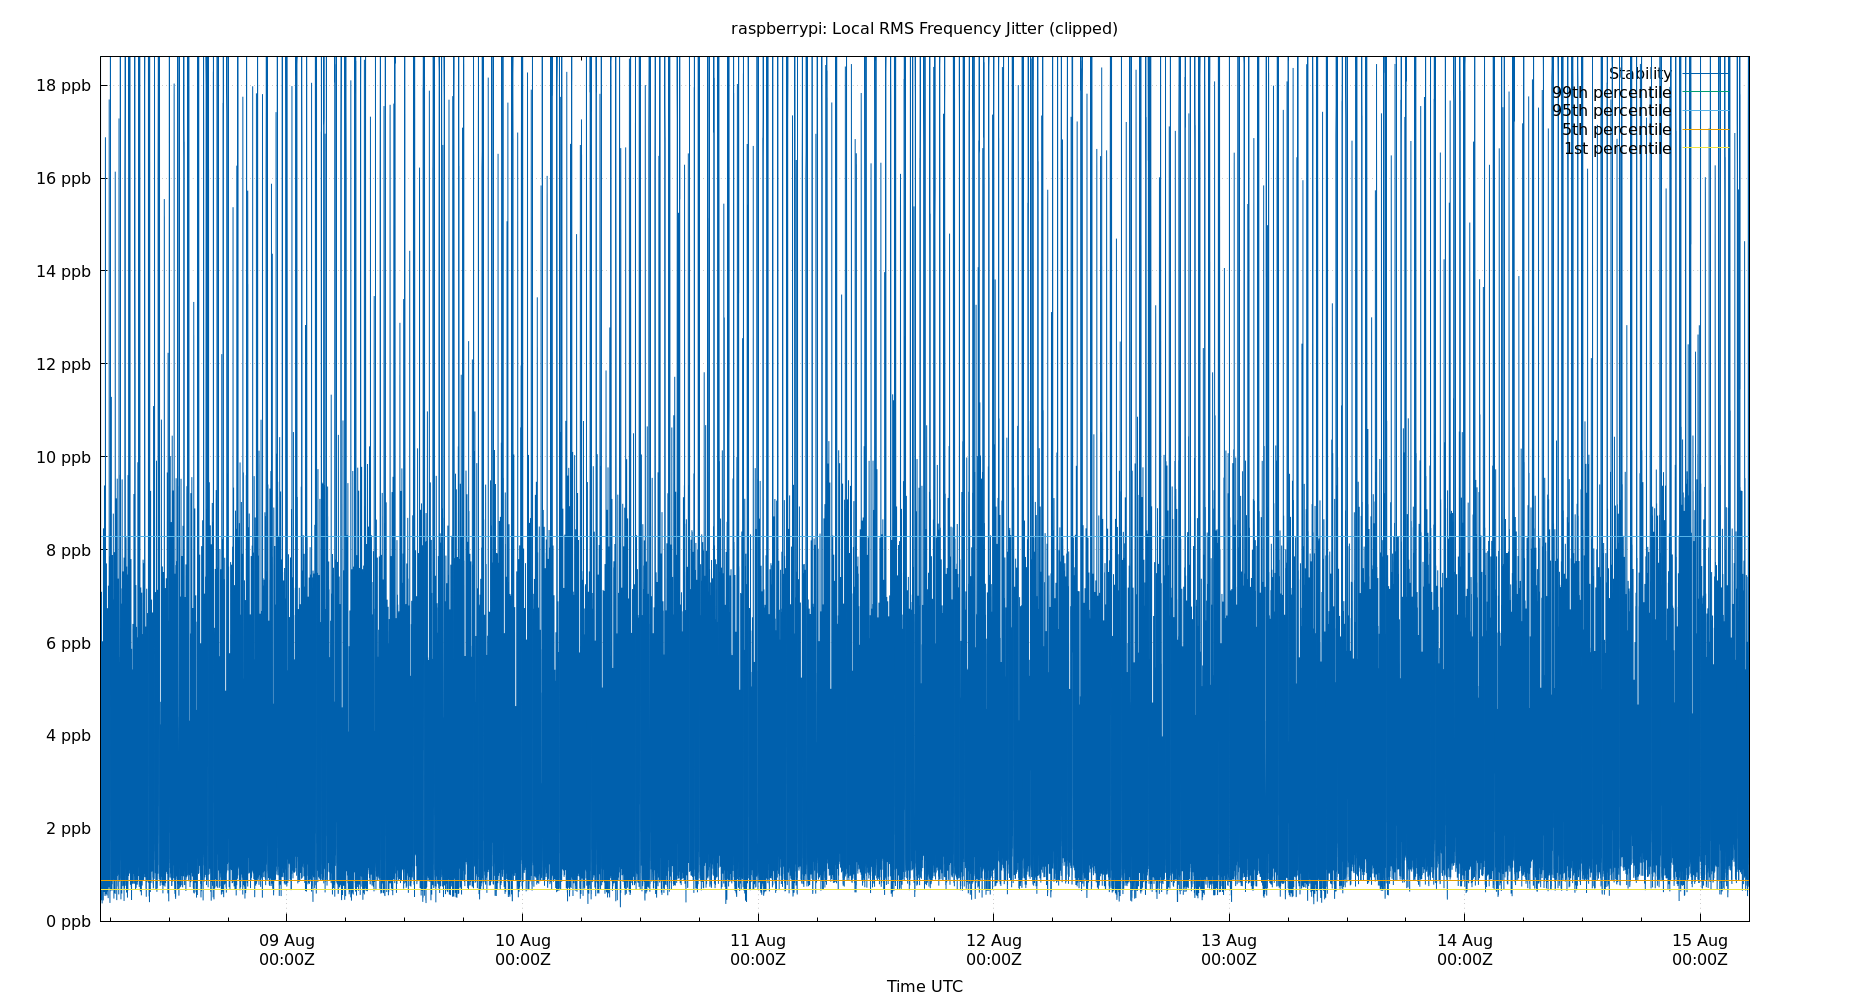 raspberrypi: Local RMS Frequency Jitter (clipped)
18 ppb
16 ppb
14 ppb
12 ppb
10 ppb
8 ppb
6 ppb
4 ppb
2 ppb
0 ppb
Stability
99th percentile
95th percentile
5th percentile
1st percentile
09 Aug
00:00Z
10 Aug
00:00Z
11 Aug
00:00Z
12 Aug
00:00Z
13 Aug
00:00Z
14 Aug
00:00Z
15 Aug
00:00Z
Time UTC